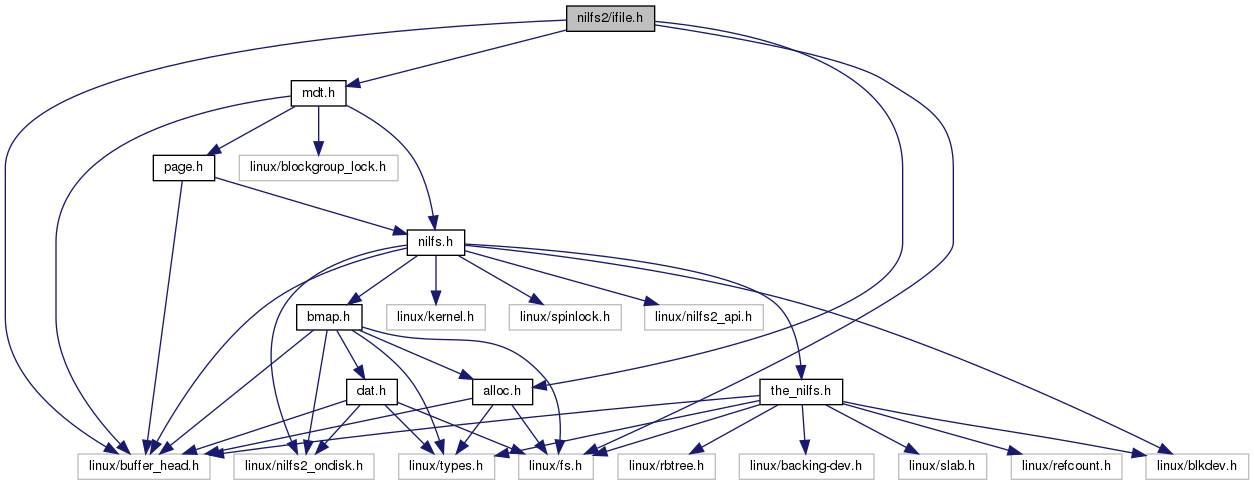 nilfs2/ifile.h
mdt.h
page.h
linux/blockgroup_lock.h
nilfs.h
bmap.h
linux/kernel.h
linux/spinlock.h
linux/nilfs2_api.h
dat.h
alloc.h
the_nilfs.h
linux/buffer_head.h
linux/nilfs2_ondisk.h
linux/types.h
linux/fs.h
linux/rbtree.h
linux/backing-dev.h
linux/slab.h
linux/refcount.h
linux/blkdev.h